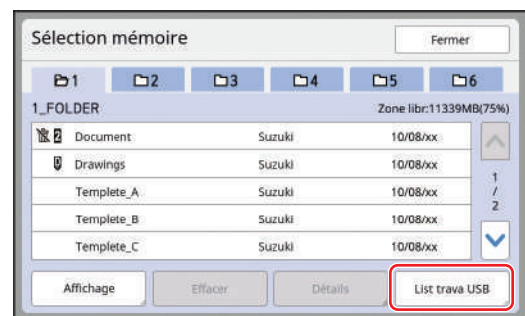 Sélection mémoire Fermer
1 2 3 4 5 6
1_FOLDER Zone libr:11339MB(75%)
2 Document Suzuki 10/08/xx
Drawings Suzuki 10/08/xx
Templete_A Suzuki 10/08/xx
Templete_B Suzuki 10/08/xx
Templete_C Suzuki 10/08/xx
1
/
2
Affichage Effacer Détails List trava USB